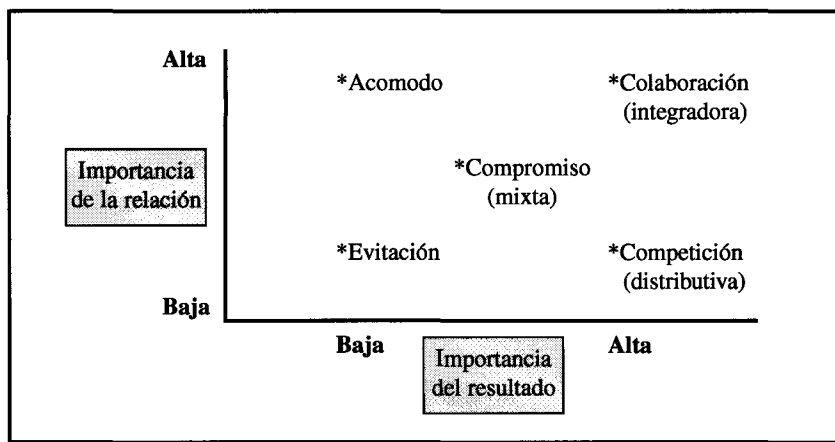 Alta
*Acomodo
*Colaboración
(integradora)
Importancia
de la relación
*Compromiso
(mixta)
*Evitación
*Competición
(distributiva)
Baja
Baja
Alta
Importancia
del resultado